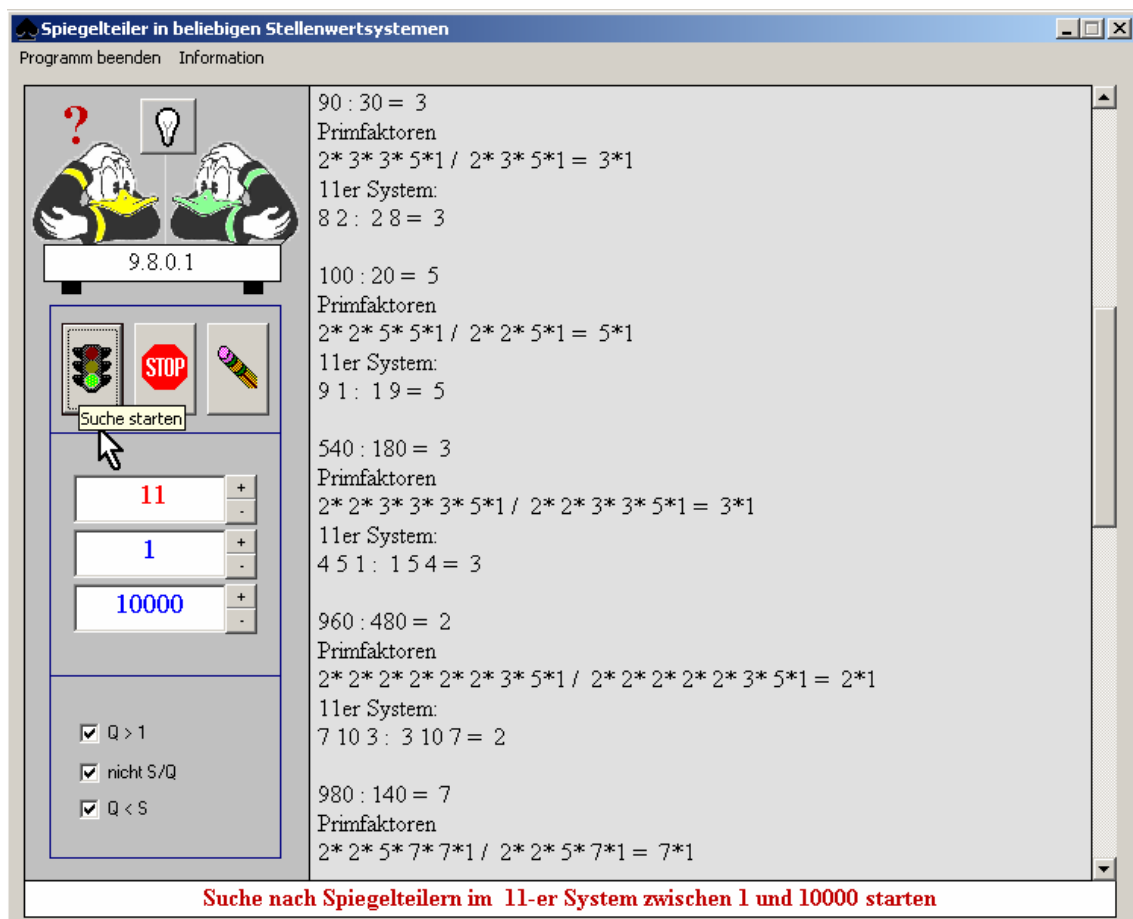 Spiegelteiler in beliebigen Stellenwertsystemen
Programm beenden Information
?
9.8.0.1
STOP
Suche starten
11
+
-
1
+
-
10000
+
-
Q > 1
nicht S/Q
Q < S
90 : 30 = 3
Primfaktoren
2* 3* 3* 5*1 / 2* 3* 5*1 = 3*1
11er System:
8 2 : 2 8 = 3
100 : 20 = 5
Primfaktoren
2* 2* 5* 5*1 / 2* 2* 5*1 = 5*1
11er System:
9 1 : 1 9 = 5
540 : 180 = 3
Primfaktoren
2* 2* 3* 3* 3* 5*1 / 2* 2* 3* 3* 5*1 = 3*1
11er System:
4 5 1 : 1 5 4 = 3
960 : 480 = 2
Primfaktoren
2* 2* 2* 2* 2* 2* 3* 5*1 / 2* 2* 2* 2* 2* 3* 5*1 = 2*1
11er System:
7 10 3 : 3 10 7 = 2
980 : 140 = 7
Primfaktoren
2* 2* 5* 7* 7*1 / 2* 2* 5* 7*1 = 7*1
Suche nach Spiegelteilern im 11-er System zwischen 1 und 10000 starten